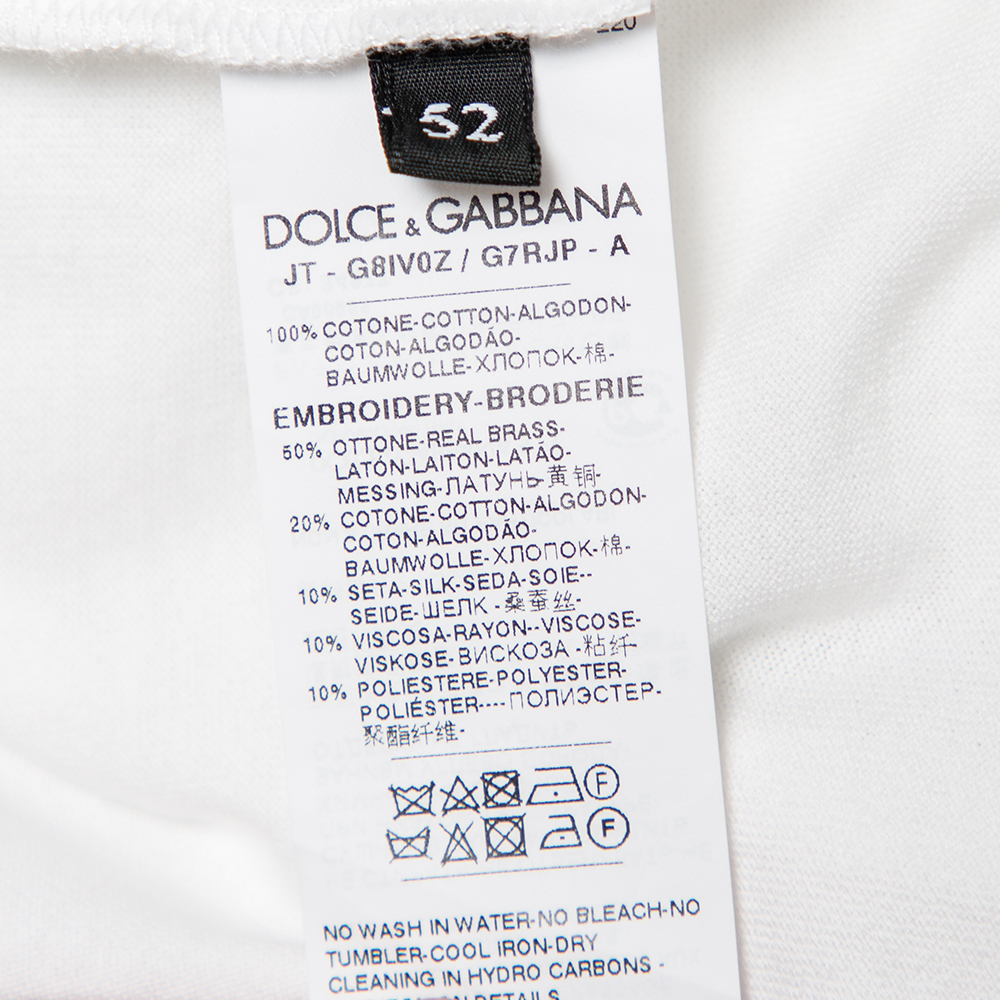 52
DOLCE & GABBANA
JT - G8IV0Z / G7RJP - A
100% COTONE-COTTON-ALGODON-
COTON-ALGODÃO-
BAUMWOLLE-ХЛОПОК-棉-
EMBROIDERY-BRODERIE
50% OTTONE-REAL BRASS-
LATÓN-LAITON-LATÃO-
MESSING-ЛАТУНЬ-黄铜-
20% COTONE-COTTON-ALGODON-
COTON-ALGODÃO-
BAUMWOLLE-ХЛОПОК-棉-
10% SETA-SILK-SEDA-SOIE--
SEIDE-ШЕЛК -桑蚕丝-
10% VISCOSA-RAYON--VISCOSE-
VISKOSE-ВИСКОЗА -粘纤-
10% POLIESTERE-POLYESTER-
POLIÉSTER----ПОЛИЭСТЕР-
聚酯纤维-
F
F
NO WASH IN WATER-NO BLEACH-NO
TUMBLER-COOL IRON-DRY
CLEANING IN HYDRO CARBONS -
DETAILS